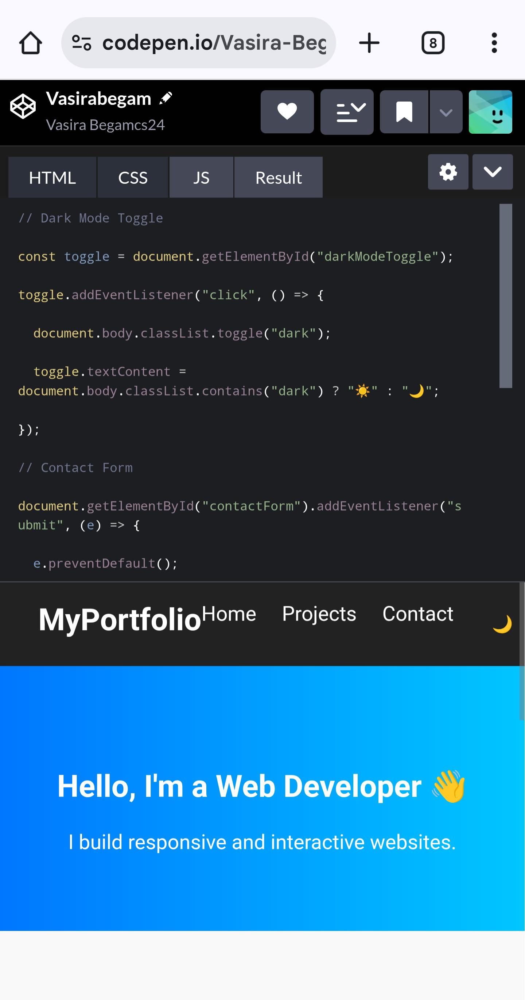 codepen.io/Vasira-Beg
8
Vasirabegam
Vasira Begamcs24
HTML CSS JS Result
// Dark Mode Toggle
const toggle = document.getElementById("darkModeToggle");
toggle.addEventListener("click", () => {
  document.body.classList.toggle("dark");
  toggle.textContent =
document.body.classList.contains("dark") ? "☀️" : "🌙";
});
// Contact Form
document.getElementById("contactForm").addEventListener("s
ubmit", (e) => {
  e.preventDefault();
MyPortfolio Home Projects Contact 🌙
Hello, I'm a Web Developer 👋
I build responsive and interactive websites.